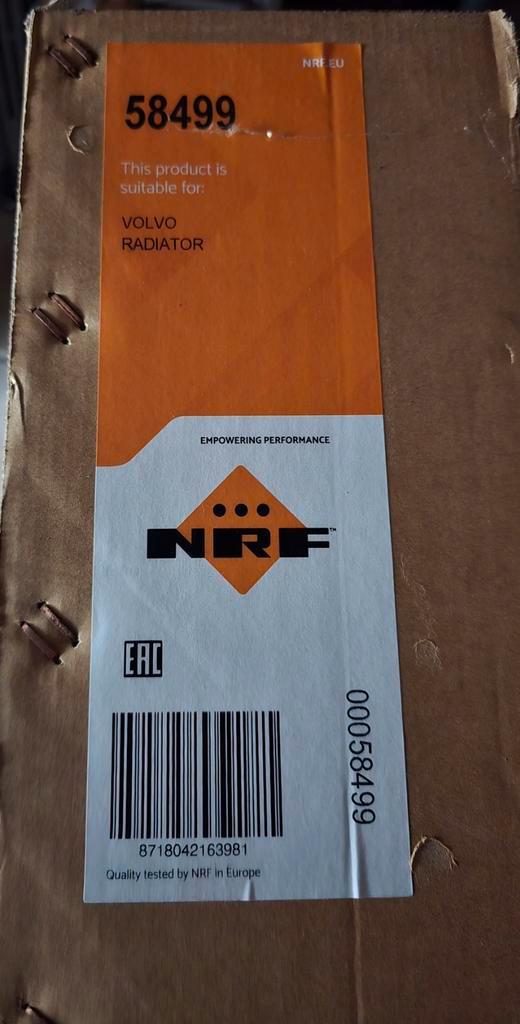 NRF.EU
58499
This product is
suitable for:
VOLVO
RADIATOR
EMPOWERING PERFORMANCE
NRF™
EAC
00058499
8718042163981
Quality tested by NRF in Europe